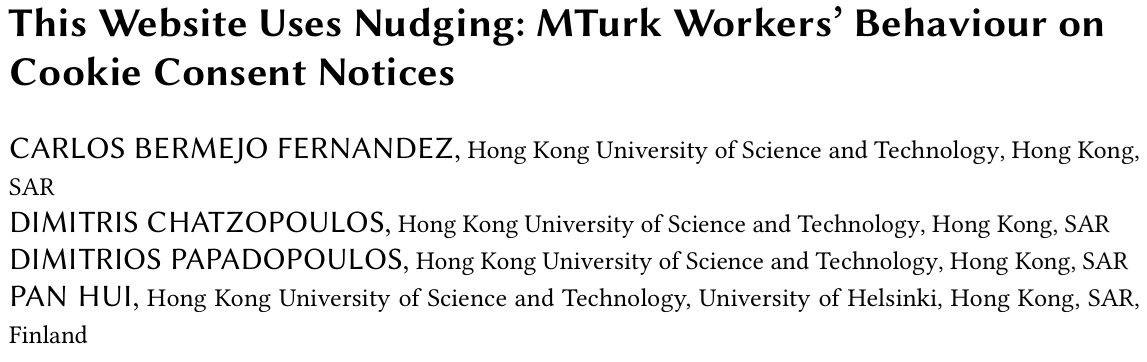 This Website Uses Nudging: MTurk Workers’ Behaviour on
Cookie Consent Notices
CARLOS BERMEJO FERNANDEZ, Hong Kong University of Science and Technology, Hong Kong,
SAR
DIMITRIS CHATZOPOULOS, Hong Kong University of Science and Technology, Hong Kong, SAR
DIMITRIOS PAPADOPOULOS, Hong Kong University of Science and Technology, Hong Kong, SAR
PAN HUI, Hong Kong University of Science and Technology, University of Helsinki, Hong Kong, SAR,
Finland